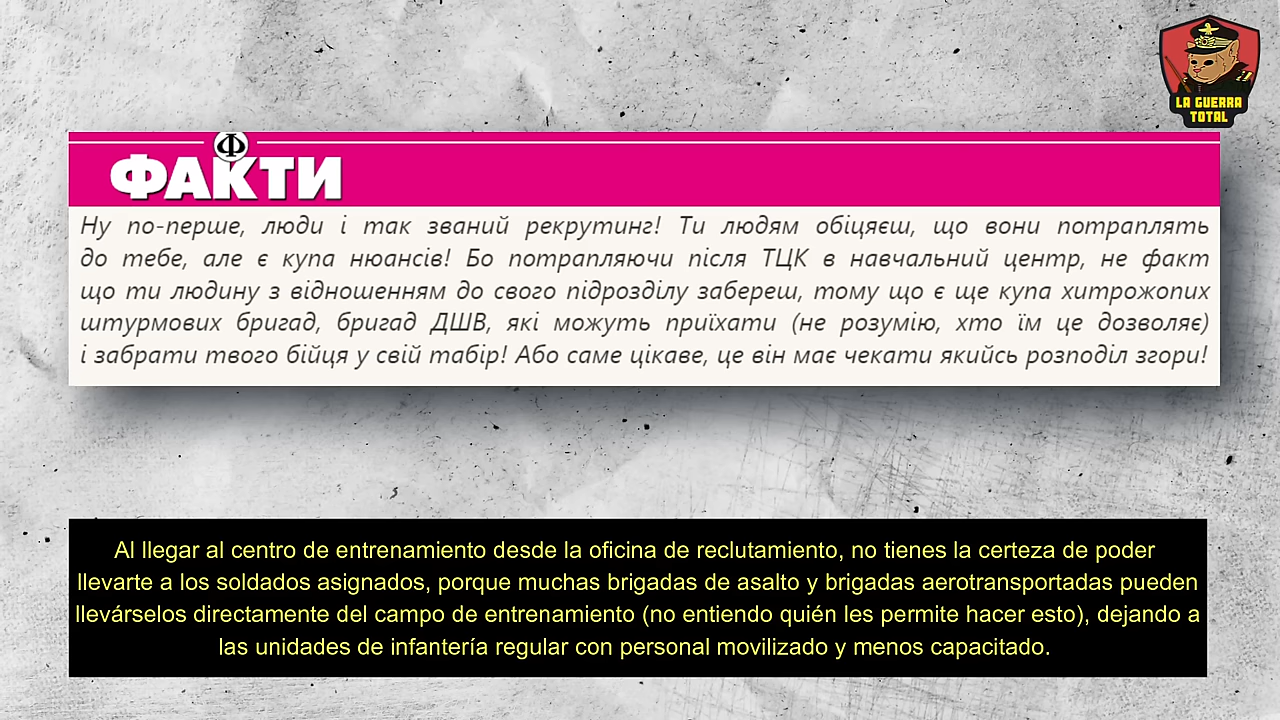 LA GUERRA
TOTAL
Ф
ФАКТИ
Ну по-перше, люди і так званий рекрутинг! Ти людям обіцяєш, що вони потраплять
до тебе, але є купа нюансів! Бо потрапляючи після ТЦК в навчальний центр, не факт
що ти людину з відношенням до свого підрозділу забереш, тому що є ще купа хитрожопих
штурмових бригад, бригад ДШВ, які можуть приїхати (не розумію, хто їм це дозволяє)
і забрати твого бійця у свій табір! Або саме цікаве, це він має чекати якийсь розподіл згори!
Al llegar al centro de entrenamiento desde la oficina de reclutamiento, no tienes la certeza de poder
llevarte a los soldados asignados, porque muchas brigadas de asalto y brigadas aerotransportadas pueden
llevárselos directamente del campo de entrenamiento (no entiendo quién les permite hacer esto), dejando a
las unidades de infantería regular con personal movilizado y menos capacitado.